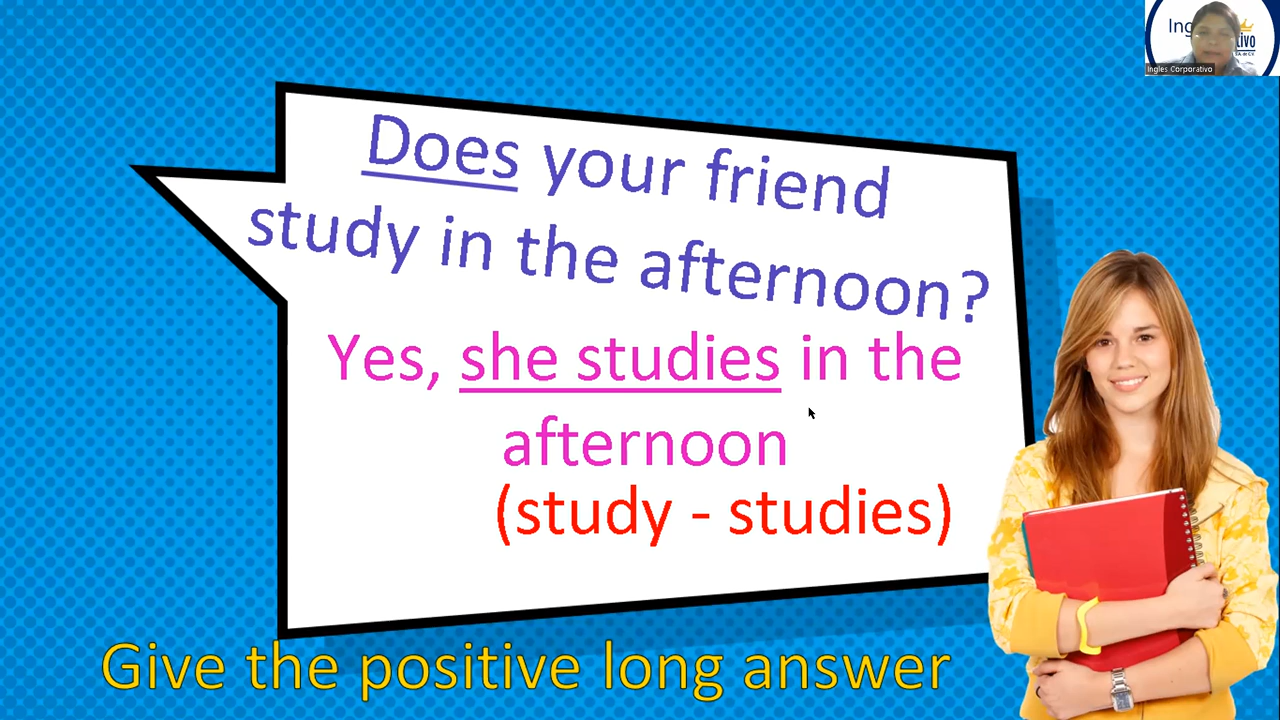 Does your friend
study in the afternoon?
Yes, she studies in the
afternoon
(study - studies)
Give the positive long answer
Ingles Corporativo